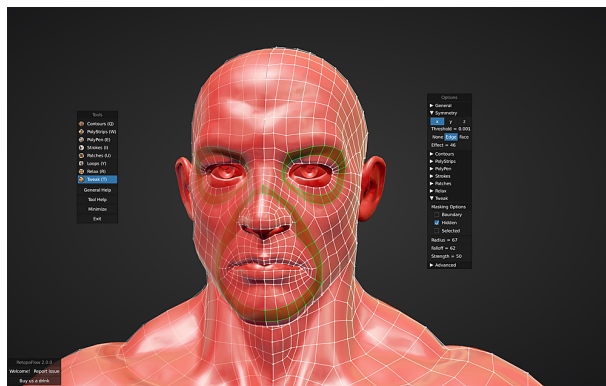 Tools
Contours (Q)
PolyStrips (W)
PolyPen (E)
Strokes (I)
Patches (U)
Loops (Y)
Relax (R)
Tweak (T)
General Help
Tool Help
Minimize
Exit
Options
General
Symmetry
x y z
Threshold = 0.001
None Edge Face
Effect = 46
Contours
PolyStrips
PolyPen
Strokes
Patches
Relax
Tweak
Masking Options
Boundary
Hidden
Selected
Radius = 67
Falloff = 62
Strength = 50
Advanced
RetopoFlow 2.0.0
Welcome! Report Issue
Buy us a drink